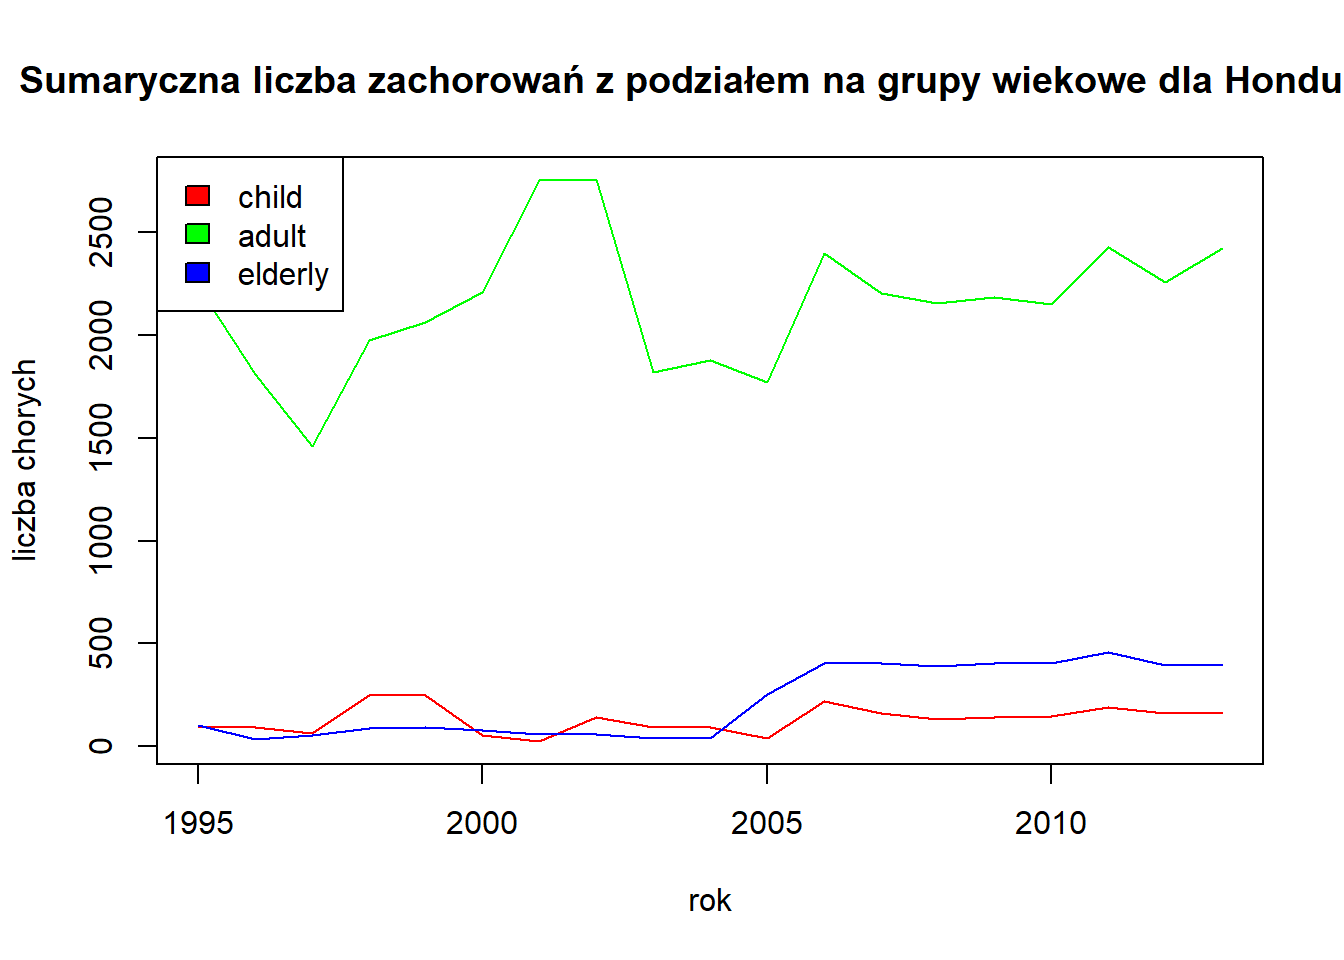 Sumaryczna liczba zachorowań z podziałem na grupy wiekowe dla Hondu
child
adult
elderly
liczba chorych
2500
2000
1500
1000
500
0
1995 2000 2005 2010
rok